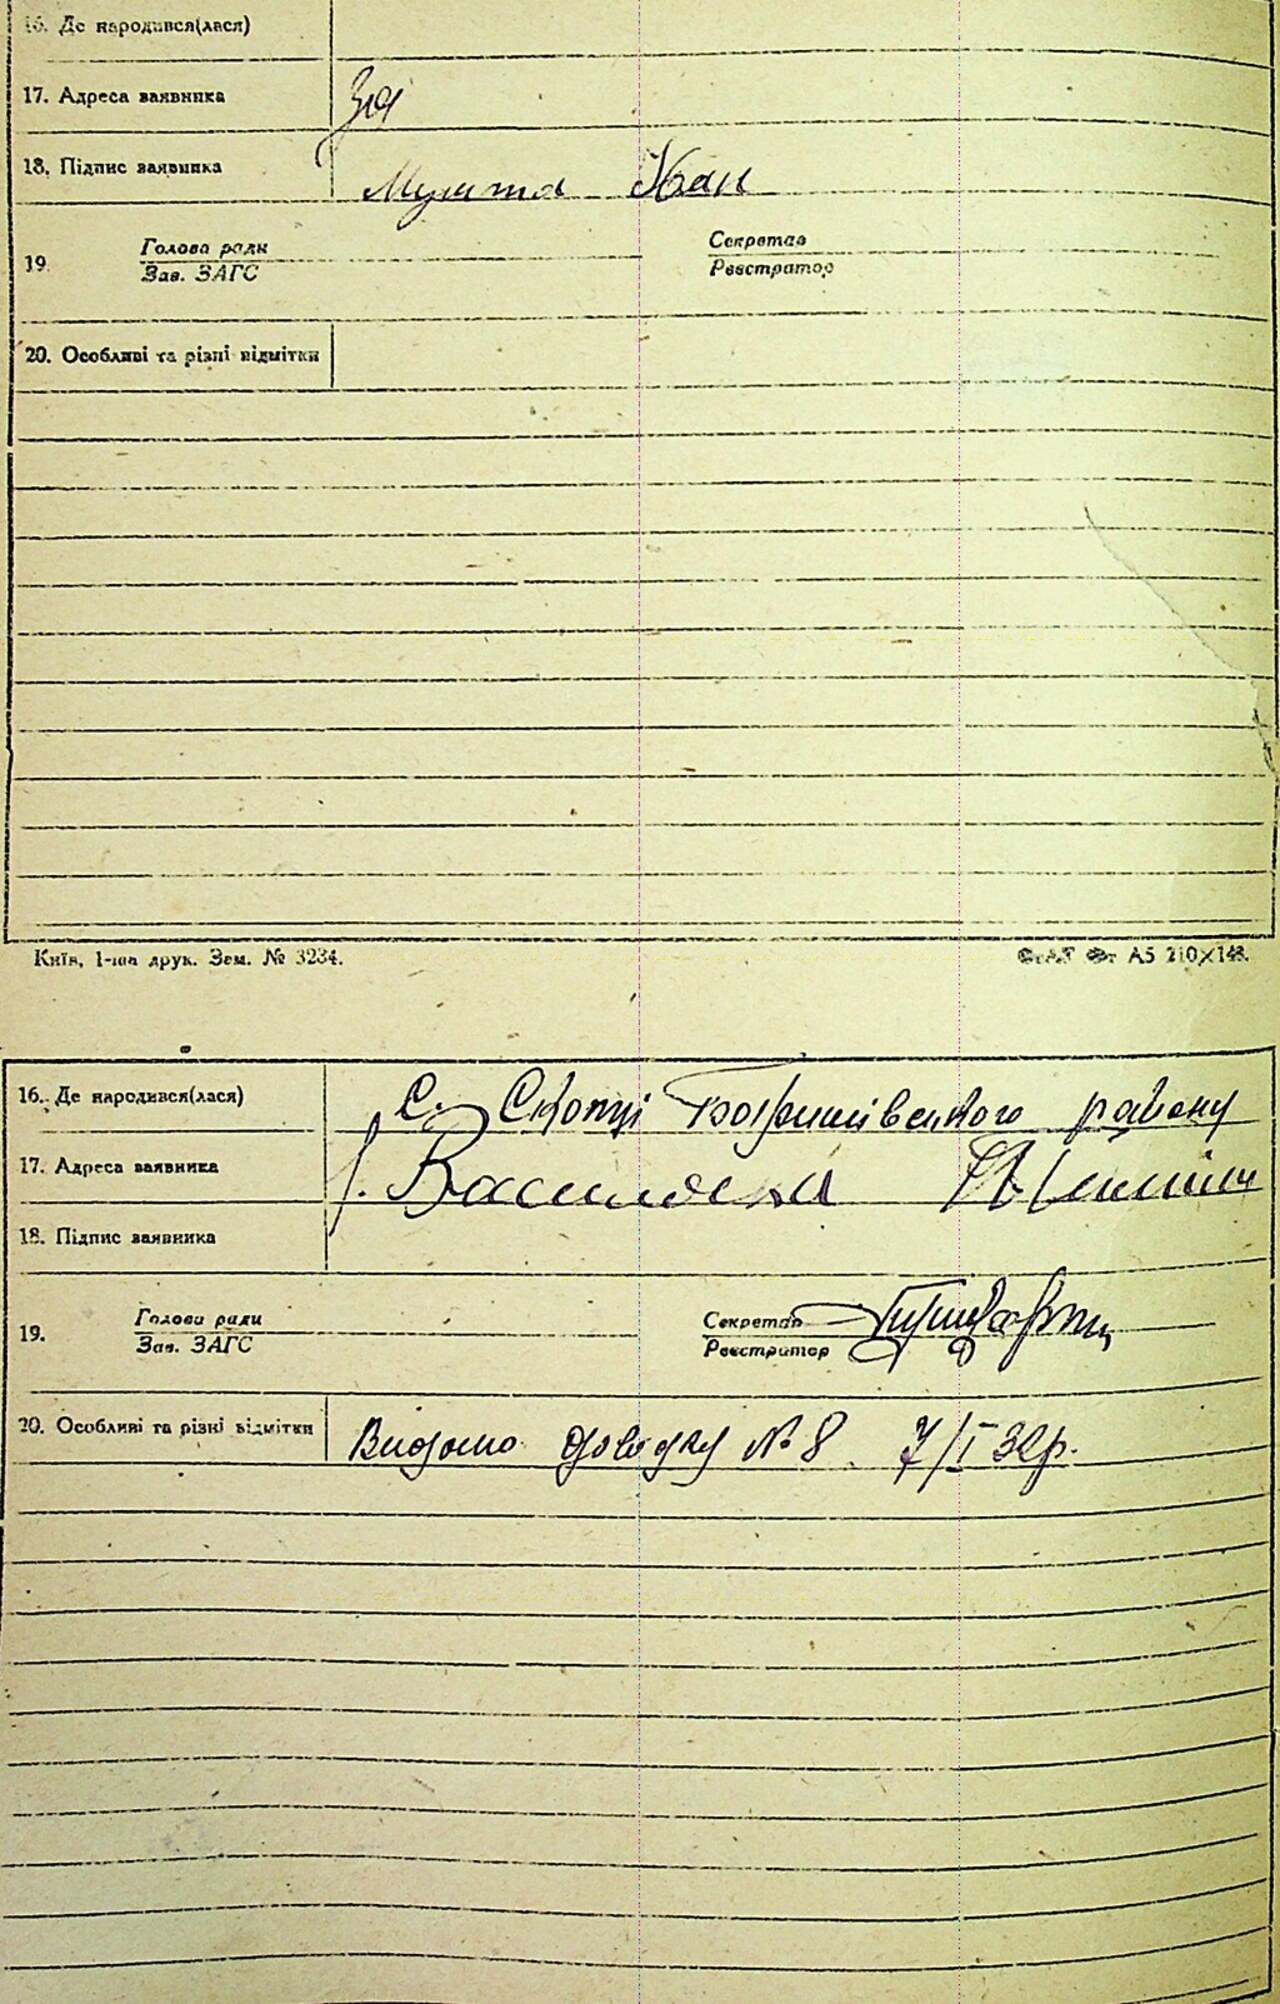 16. Де народився(лася)
17. Адреса заявника
18. Підпис заявника Іван
19. Голова ради Секретар
Зав. ЗАГС Реєстратор
20. Особливі та різні відмітки
Київ, 1-ша друк. Зам. № 3234. А5 210×148.
16. Де народився(лася) С. Скопці району
17. Адреса заявника
18. Підпис заявника
19. Голова ради Секретар
Зав. ЗАГС Реєстратор
20. Особливі та різні відмітки Видано довідку № 8 7/I 32р.